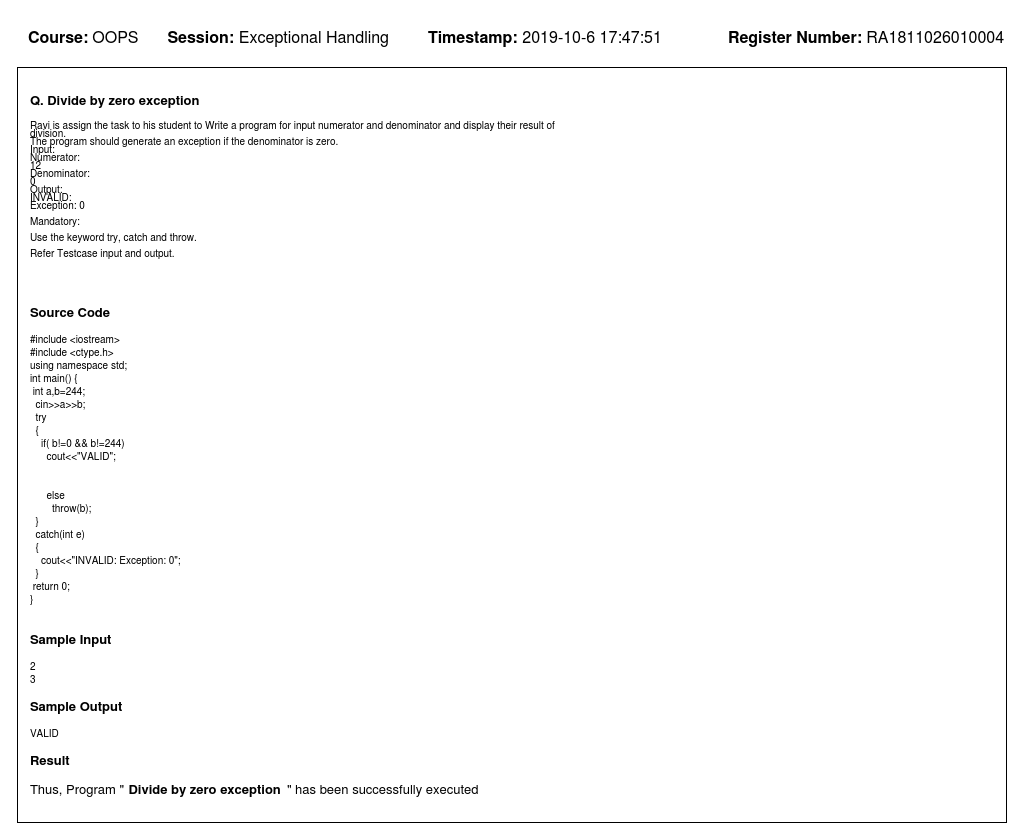 Course: OOPS Session: Exceptional Handling Timestamp: 2019-10-6 17:47:51 Register Number: RA1811026010004
Q. Divide by zero exception
Ravi is assign the task to his student to Write a program for input numerator and denominator and display their result of
division.
The program should generate an exception if the denominator is zero.
Input:
Numerator:
12
Denominator:
0
Output:
INVALID:
Exception: 0
Mandatory:
Use the keyword try, catch and throw.
Refer Testcase input and output.
Source Code
#include <iostream>
#include <ctype.h>
using namespace std;
int main() {
int a,b=244;
cin>>a>>b;
try
{
if( b!=0 && b!=244)
cout<<"VALID";
else
throw(b);
}
catch(int e)
{
cout<<"INVALID: Exception: 0";
}
return 0;
}
Sample Input
2
3
Sample Output
VALID
Result
Thus, Program " Divide by zero exception " has been successfully executed